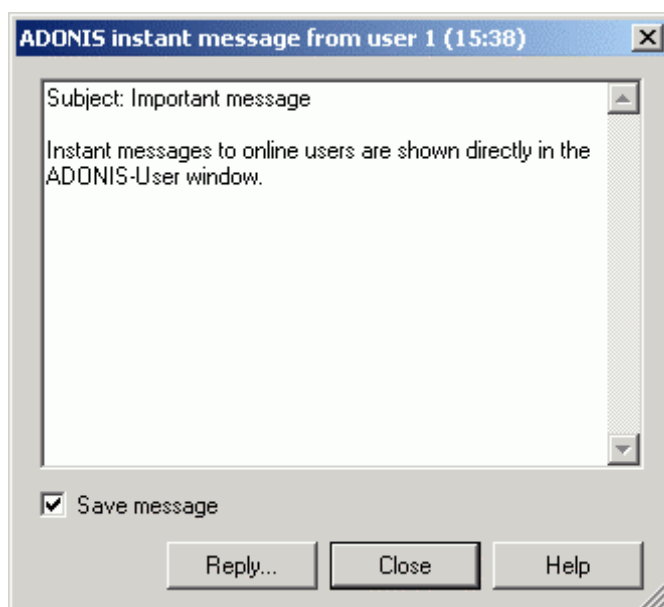 ADONIS instant message from user 1 (15:38)
Subject: Important message
Instant messages to online users are shown directly in the
ADONIS-User window.
Save message
Reply... Close Help